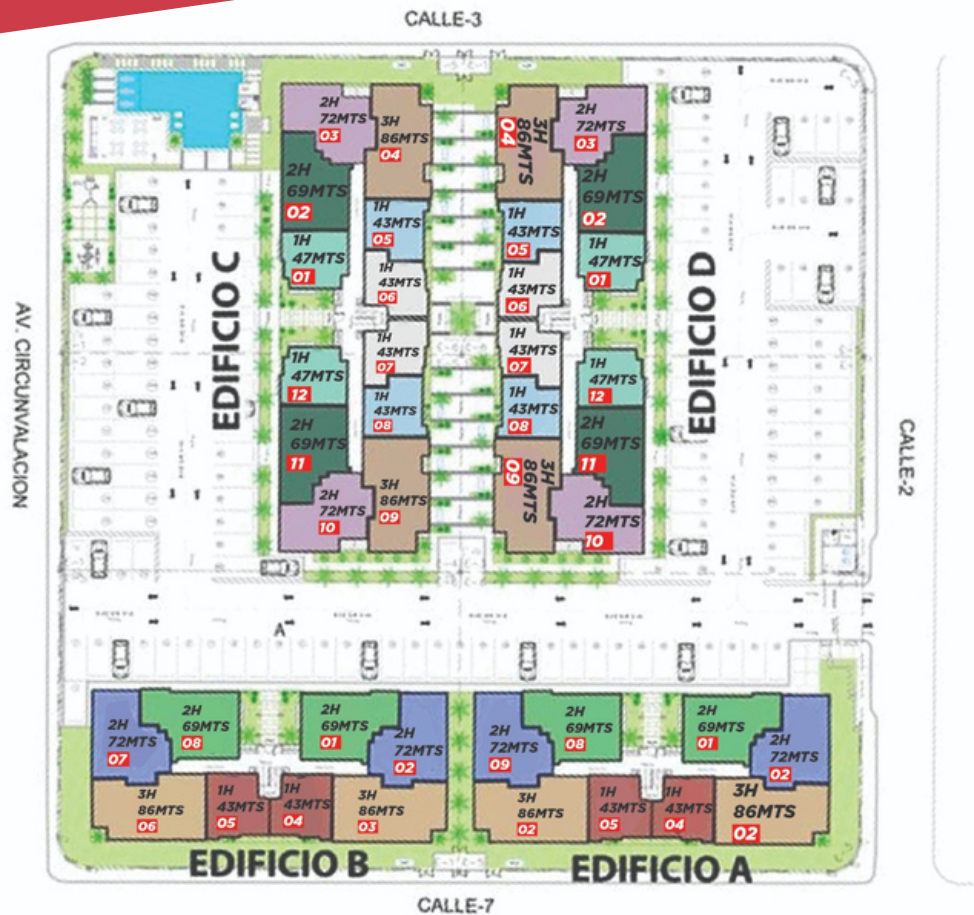 CALLE-3
2H
72MTS
03
3H
86MTS
04
2H
69MTS
02
1H
43MTS
05
1H
47MTS
01
1H
43MTS
06
1H
43MTS
07
1H
47MTS
12
1H
43MTS
08
2H
69MTS
11
3H
86MTS
09
2H
72MTS
10
3H
86MTS
04
2H
72MTS
03
2H
69MTS
02
1H
43MTS
05
1H
47MTS
01
1H
43MTS
06
1H
43MTS
07
1H
47MTS
12
1H
43MTS
08
2H
69MTS
11
3H
86MTS
09
2H
72MTS
10
EDIFICIO C
EDIFICIO D
AV. CIRCUNVALACION
CALLE-2
A
2H
72MTS
07
2H
69MTS
08
2H
69MTS
01
2H
72MTS
02
3H
86MTS
06
1H
43MTS
05
1H
43MTS
04
3H
86MTS
03
2H
72MTS
09
2H
69MTS
08
2H
69MTS
01
2H
72MTS
02
3H
86MTS
02
1H
43MTS
05
1H
43MTS
04
3H
86MTS
02
EDIFICIO B
EDIFICIO A
CALLE-7